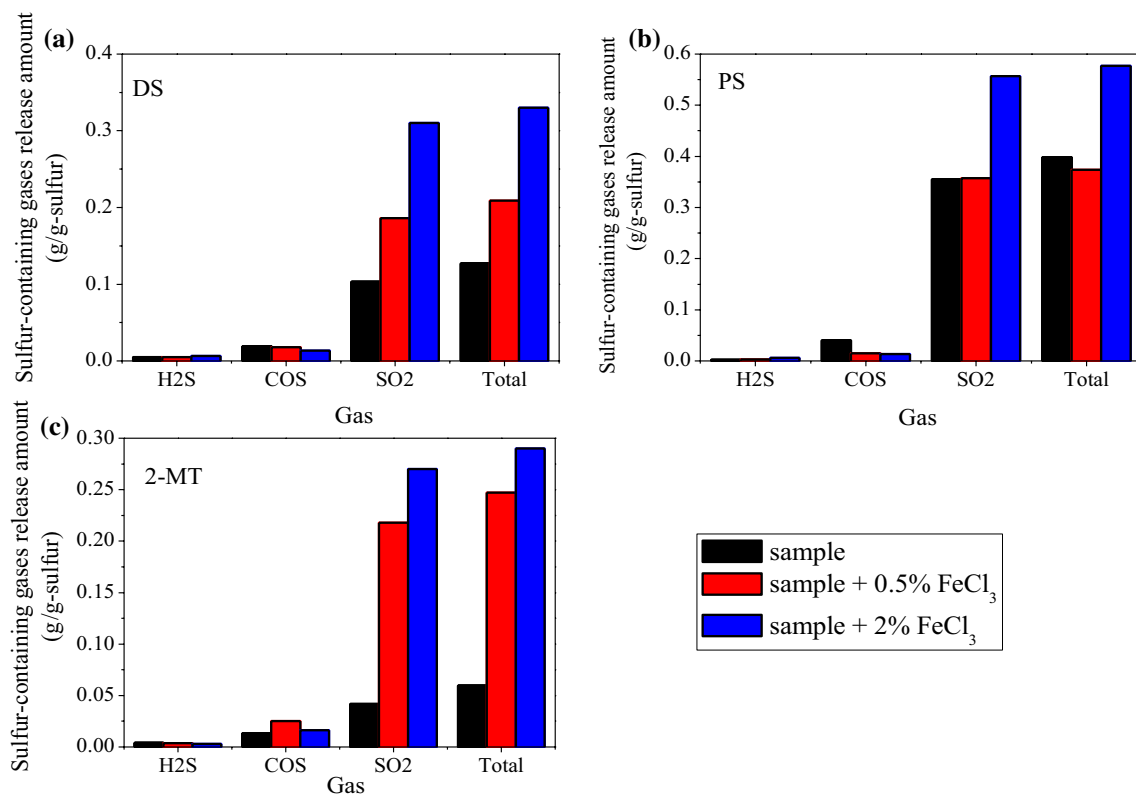 (a)
Sulfur-containing gases release amount
(g/g-sulfur)
0.4
0.3
0.2
0.1
0.0
DS
H2S COS SO2 Total
Gas
(b)
Sulfur-containing gases release amount
(g/g-sulfur)
0.6
0.5
0.4
0.3
0.2
0.1
0.0
PS
H2S COS SO2 Total
Gas
(c)
Sulfur-containing gases release amount
(g/g-sulfur)
0.30
0.25
0.20
0.15
0.10
0.05
0.00
2-MT
H2S COS SO2 Total
Gas
sample
sample + 0.5% FeCl₃
sample + 2% FeCl₃